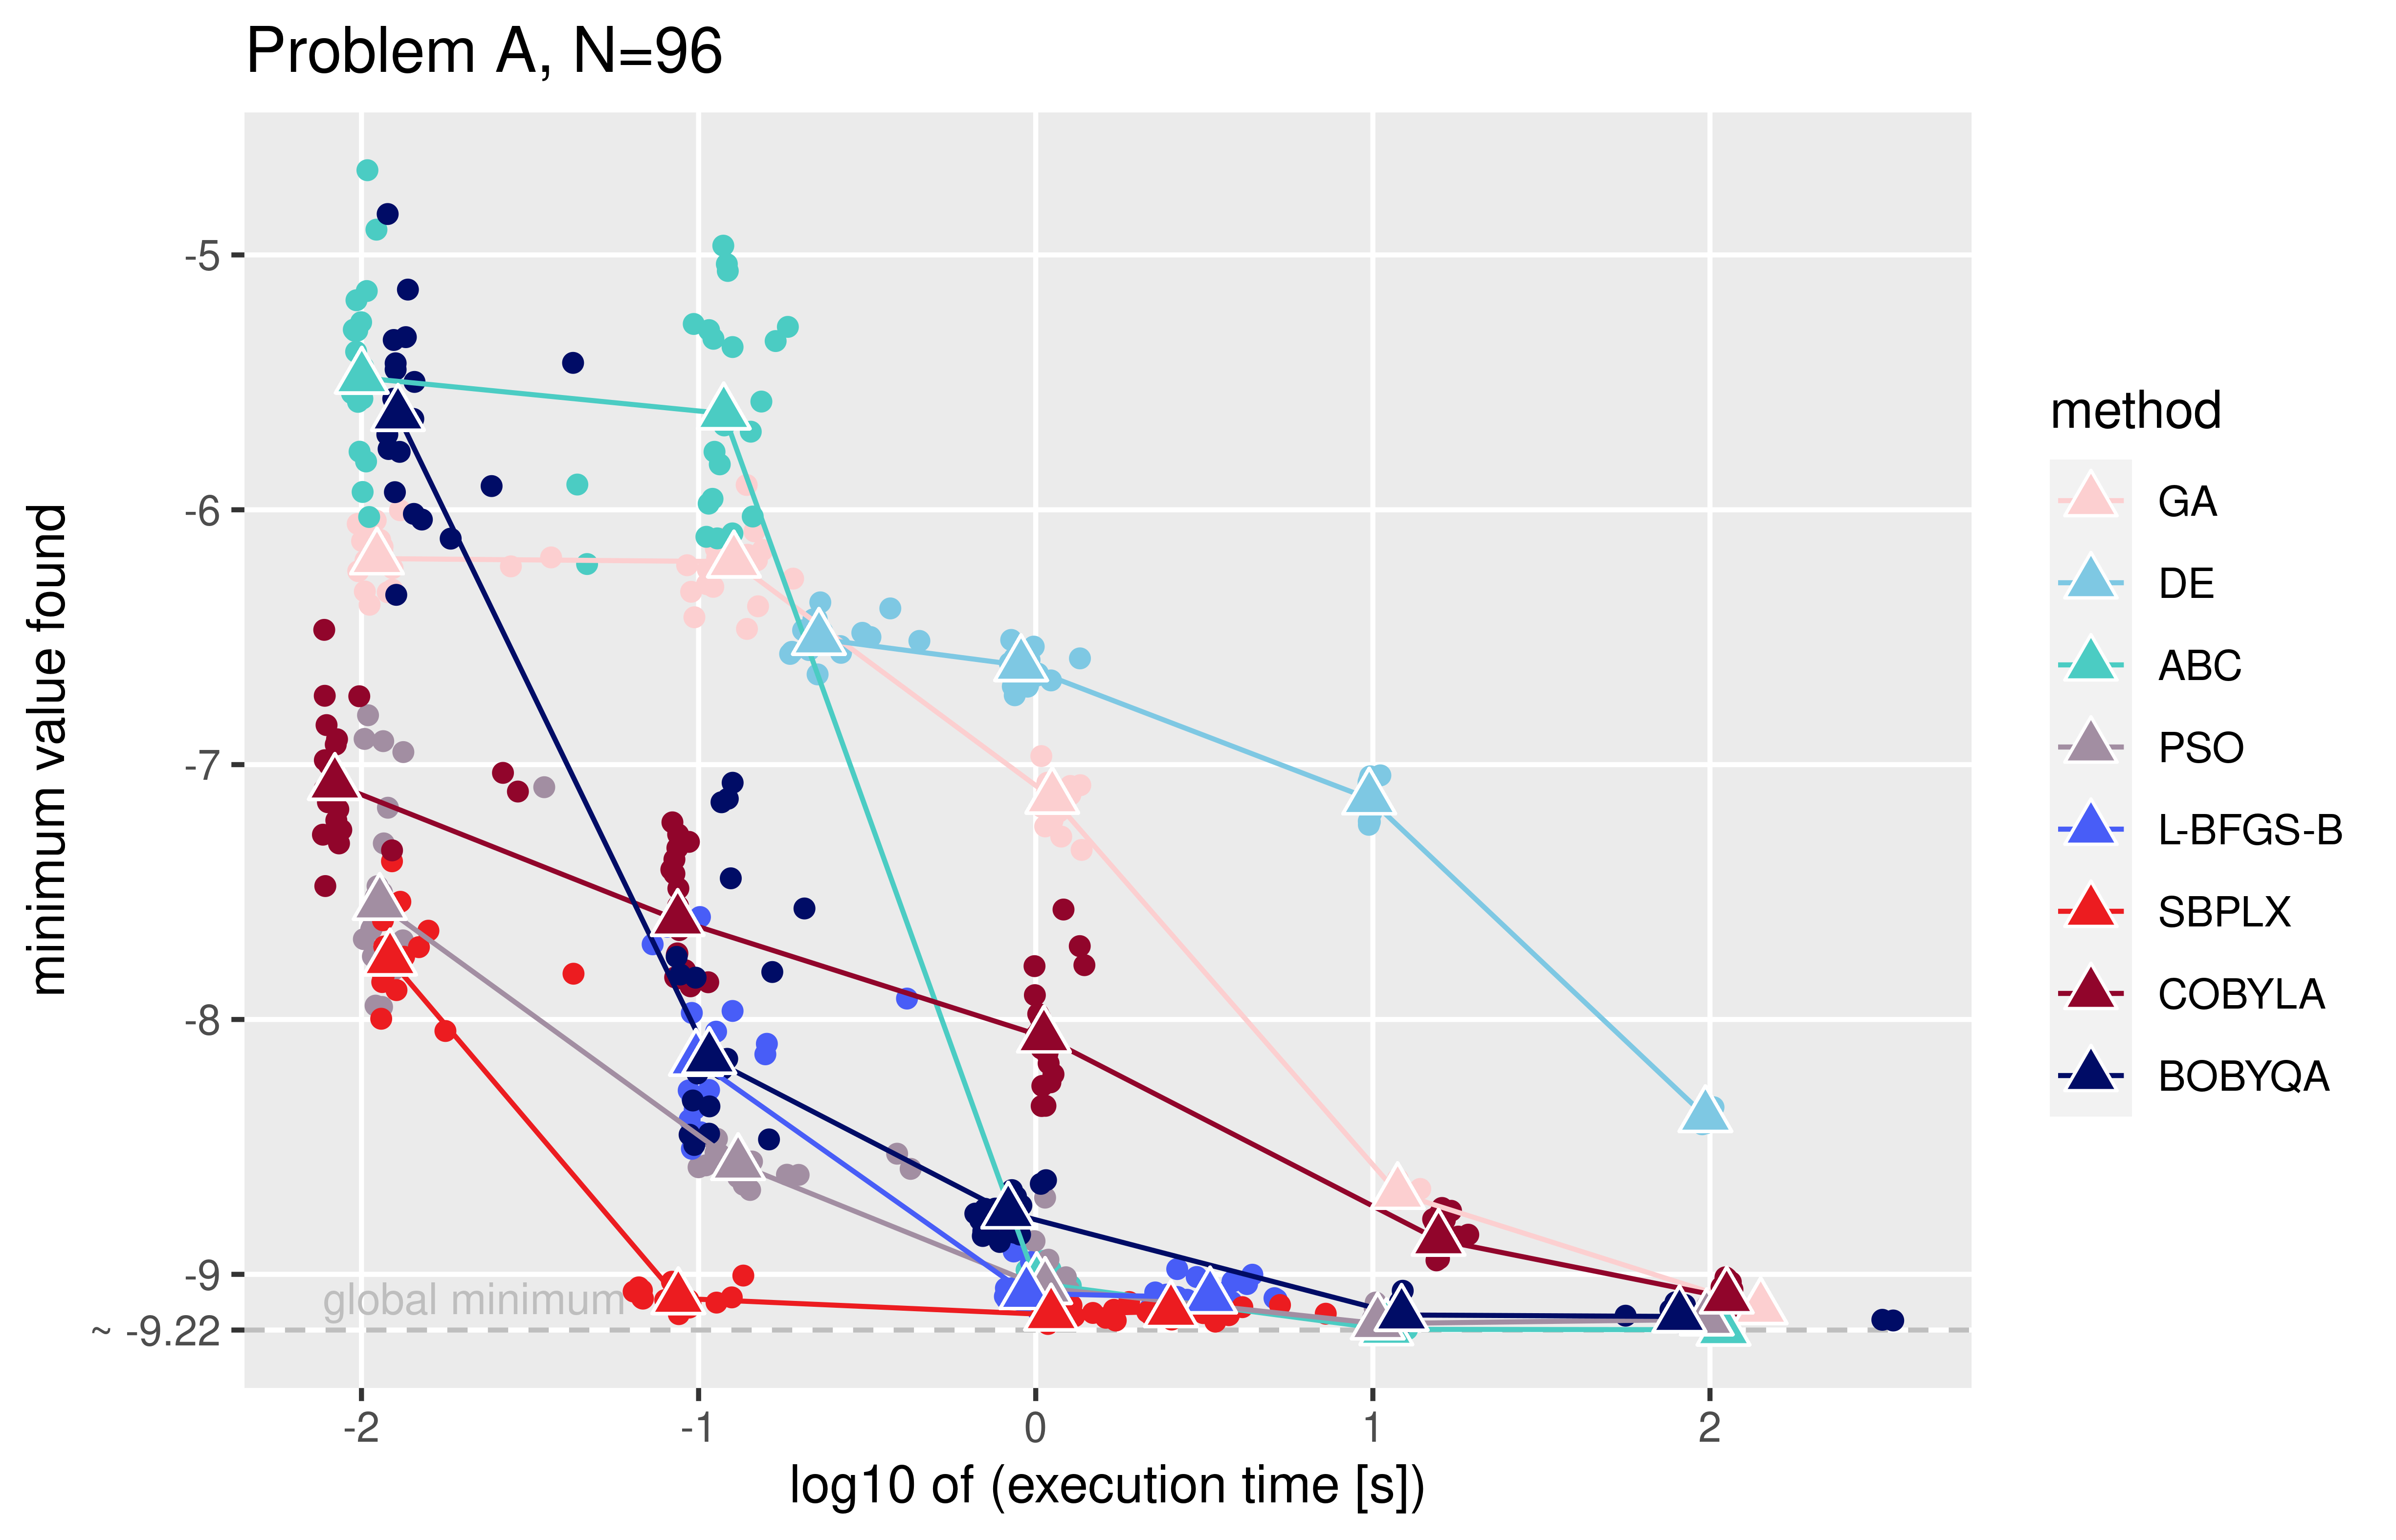 Problem A, N=96
minimum value found
-5
-6
-7
-8
-9
~ -9.22
global minimum
-2
-1
0
1
2
log10 of (execution time [s])
method
GA
DE
ABC
PSO
L-BFGS-B
SBPLX
COBYLA
BOBYQA